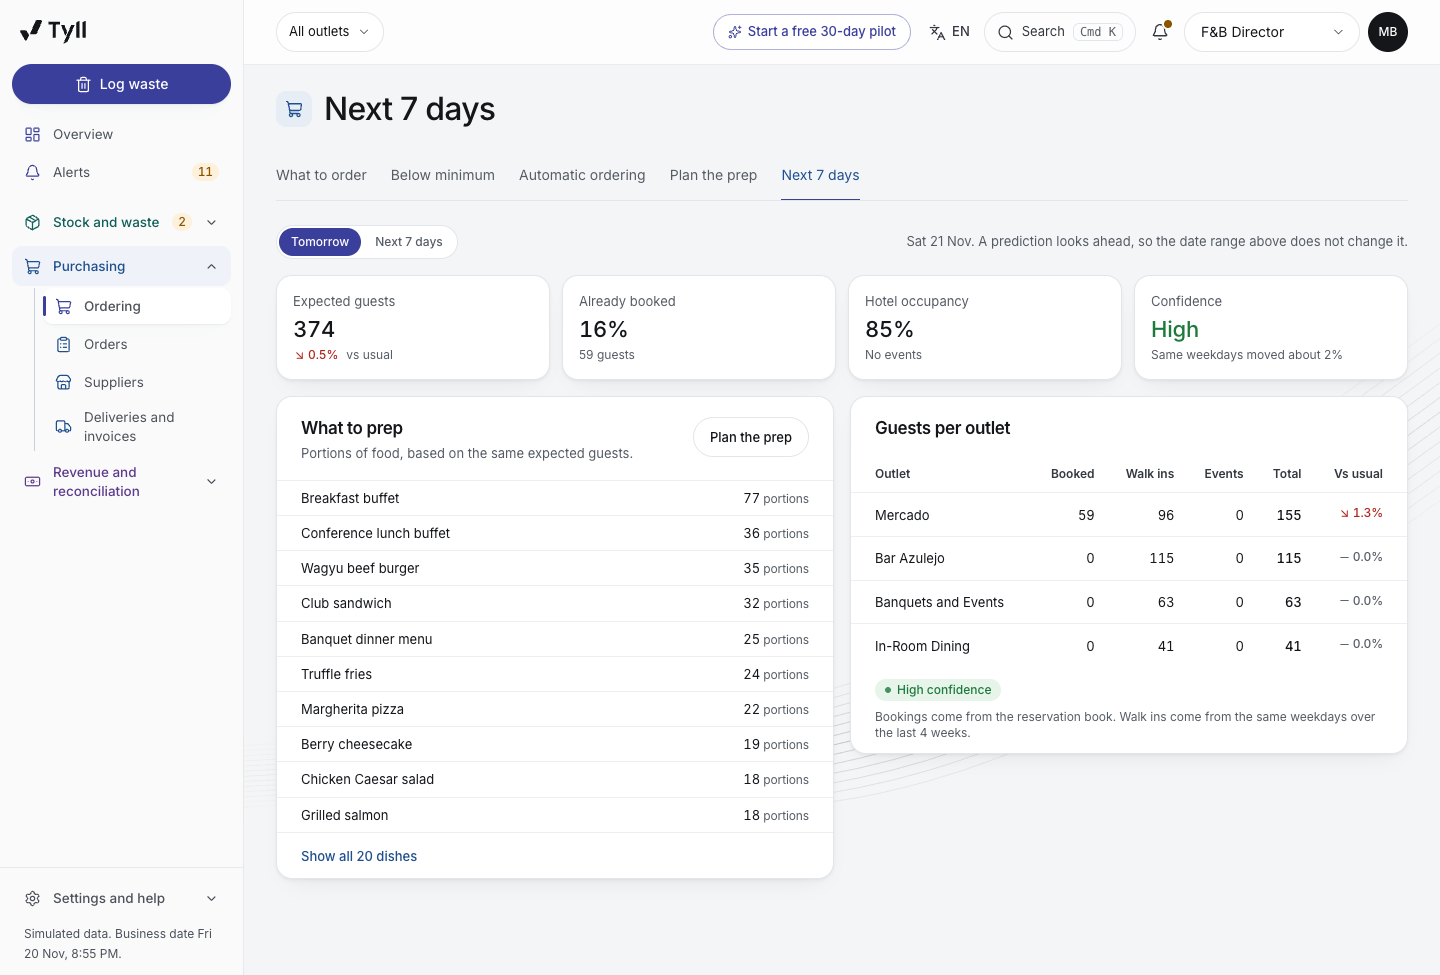 Tyll
All outlets
Start a free 30-day pilot
EN
Search
Cmd K
F&B Director
MB
Log waste
Overview
Alerts
11
Stock and waste
2
Purchasing
Ordering
Orders
Suppliers
Deliveries and
invoices
Revenue and
reconciliation
Settings and help
Simulated data. Business date Fri
20 Nov, 8:55 PM.
Next 7 days
What to order
Below minimum
Automatic ordering
Plan the prep
Next 7 days
Tomorrow
Next 7 days
Sat 21 Nov. A prediction looks ahead, so the date range above does not change it.
Expected guests
374
↘ 0.5% vs usual
Already booked
16%
59 guests
Hotel occupancy
85%
No events
Confidence
High
Same weekdays moved about 2%
What to prep
Portions of food, based on the same expected guests.
Plan the prep
Breakfast buffet 77 portions
Conference lunch buffet 36 portions
Wagyu beef burger 35 portions
Club sandwich 32 portions
Banquet dinner menu 25 portions
Truffle fries 24 portions
Margherita pizza 22 portions
Berry cheesecake 19 portions
Chicken Caesar salad 18 portions
Grilled salmon 18 portions
Show all 20 dishes
Guests per outlet
Outlet Booked Walk ins Events Total Vs usual
Mercado 59 96 0 155 ↘ 1.3%
Bar Azulejo 0 115 0 115 — 0.0%
Banquets and Events 0 63 0 63 — 0.0%
In-Room Dining 0 41 0 41 — 0.0%
High confidence
Bookings come from the reservation book. Walk ins come from the same weekdays over
the last 4 weeks.